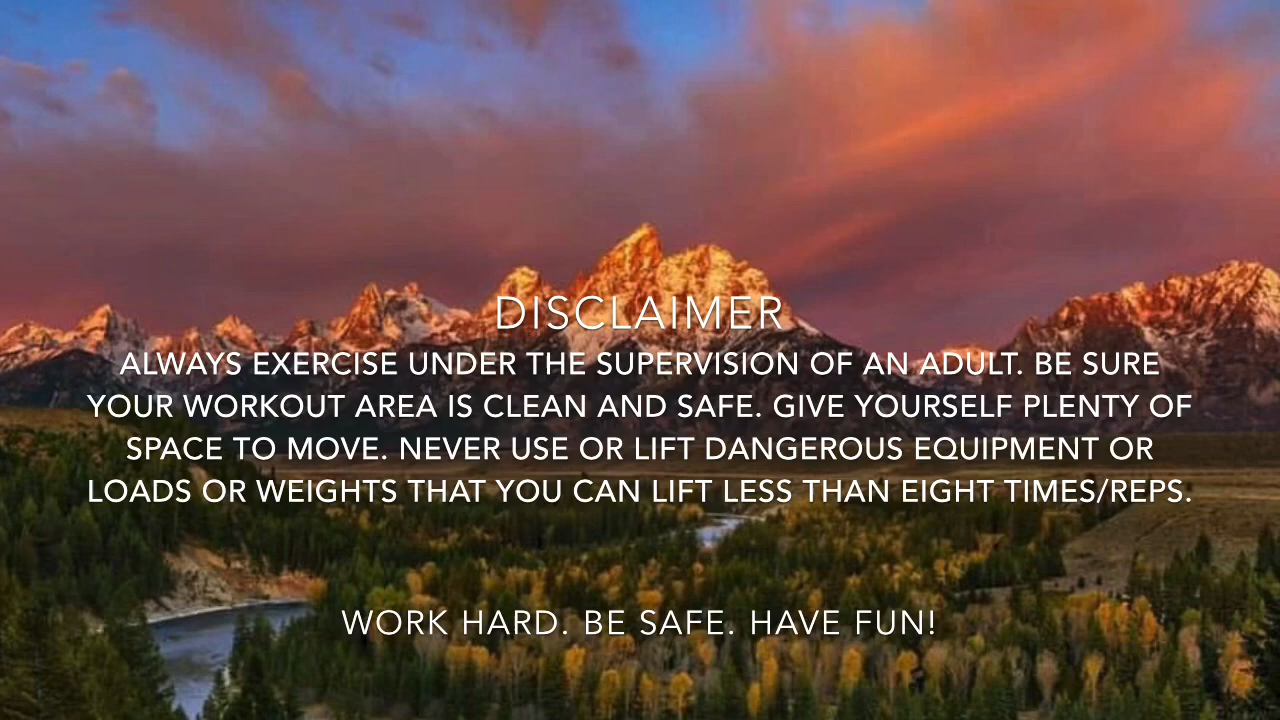 DISCLAIMER
ALWAYS EXERCISE UNDER THE SUPERVISION OF AN ADULT. BE SURE
YOUR WORKOUT AREA IS CLEAN AND SAFE. GIVE YOURSELF PLENTY OF
SPACE TO MOVE. NEVER USE OR LIFT DANGEROUS EQUIPMENT OR
LOADS OR WEIGHTS THAT YOU CAN LIFT LESS THAN EIGHT TIMES/REPS.
WORK HARD. BE SAFE. HAVE FUN!